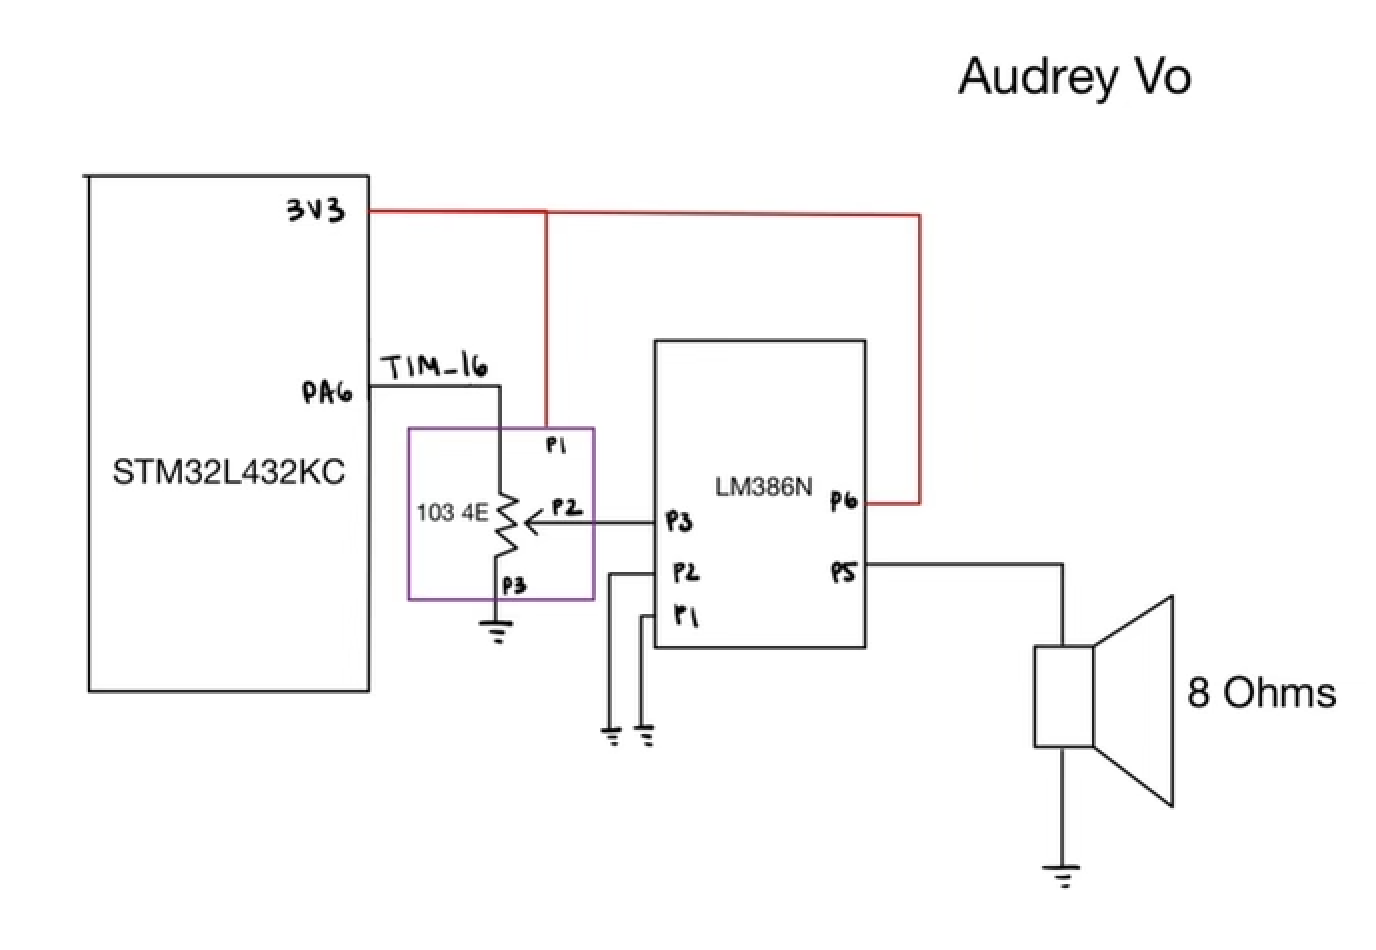 Audrey Vo
3V3
TIM_16
PA6
STM32L432KC
P1
103 4E
P2
P3
LM386N
P6
P3
P2
P5
P1
8 Ohms